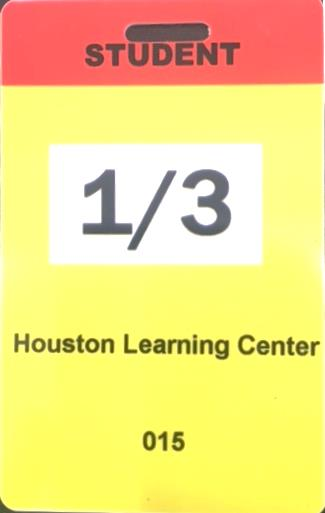 STUDENT
1/3
Houston Learning Center
015